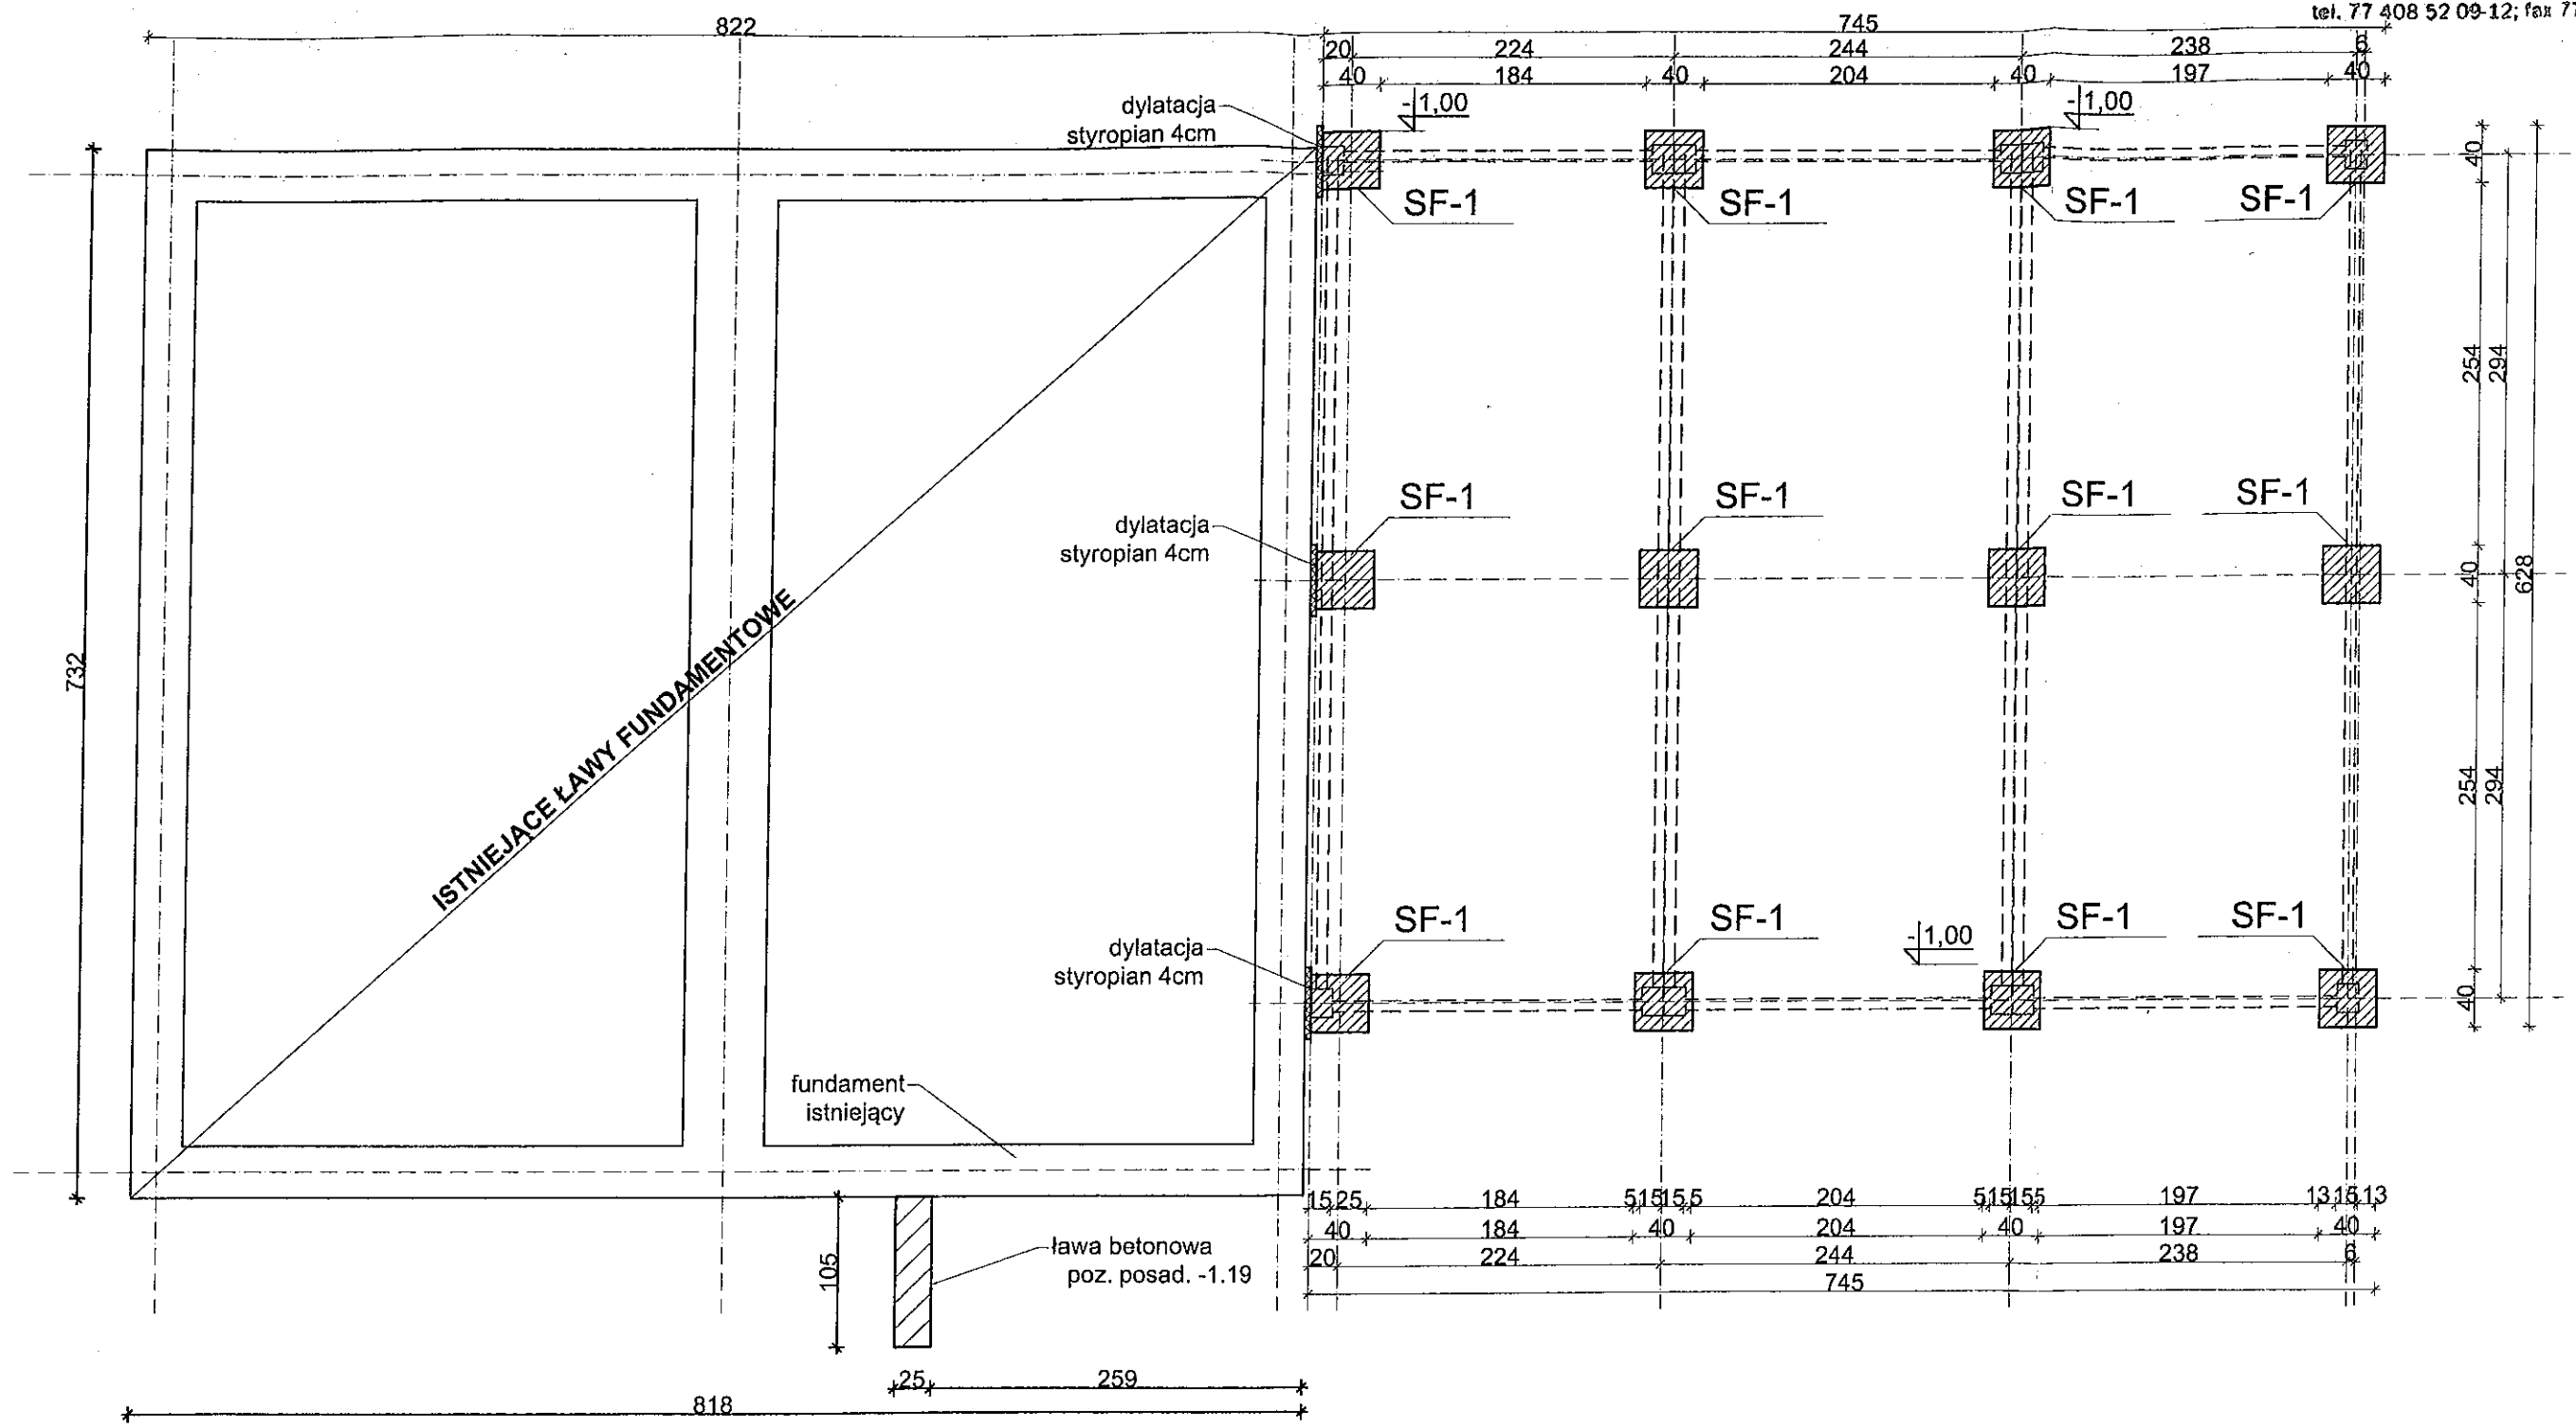 tel. 77 408 52 09-12; fax 77
822
745
20 224 244 238 6
40 184 40 204 40 197 40
dylatacja
styropian 4cm
-1,00
-1,00
40
SF-1
SF-1
SF-1
SF-1
254
294
SF-1
SF-1
SF-1
SF-1
dylatacja
styropian 4cm
40
628
ISTNIEJĄCE ŁAWY FUNDAMENTOWE
732
254
294
SF-1
SF-1
SF-1
SF-1
dylatacja
styropian 4cm
-1,00
40
fundament
istniejący
15 25 184 5 15 15 5 204 5 15 15 5 197 13 15 13
40 184 40 204 40 197 40
20 224 244 238 6
745
105
ława betonowa
poz. posad. -1.19
25 259
818